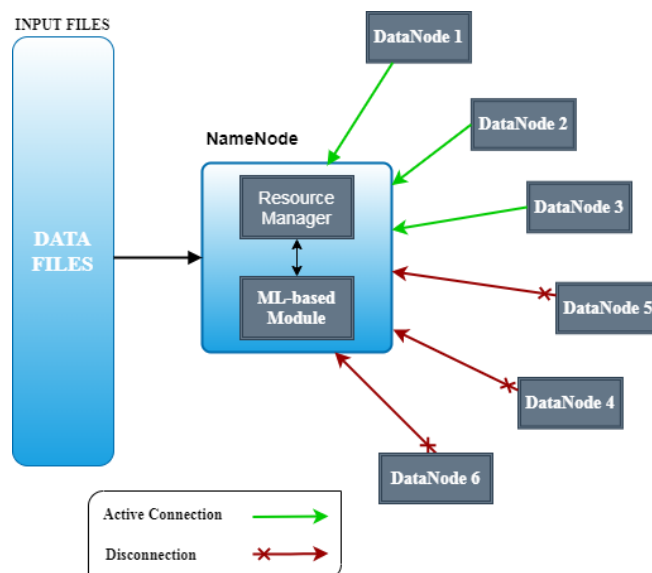 INPUT FILES
DATA
FILES
NameNode
Resource
Manager
ML-based
Module
DataNode 1
DataNode 2
DataNode 3
DataNode 5
DataNode 4
DataNode 6
Active Connection
Disconnection